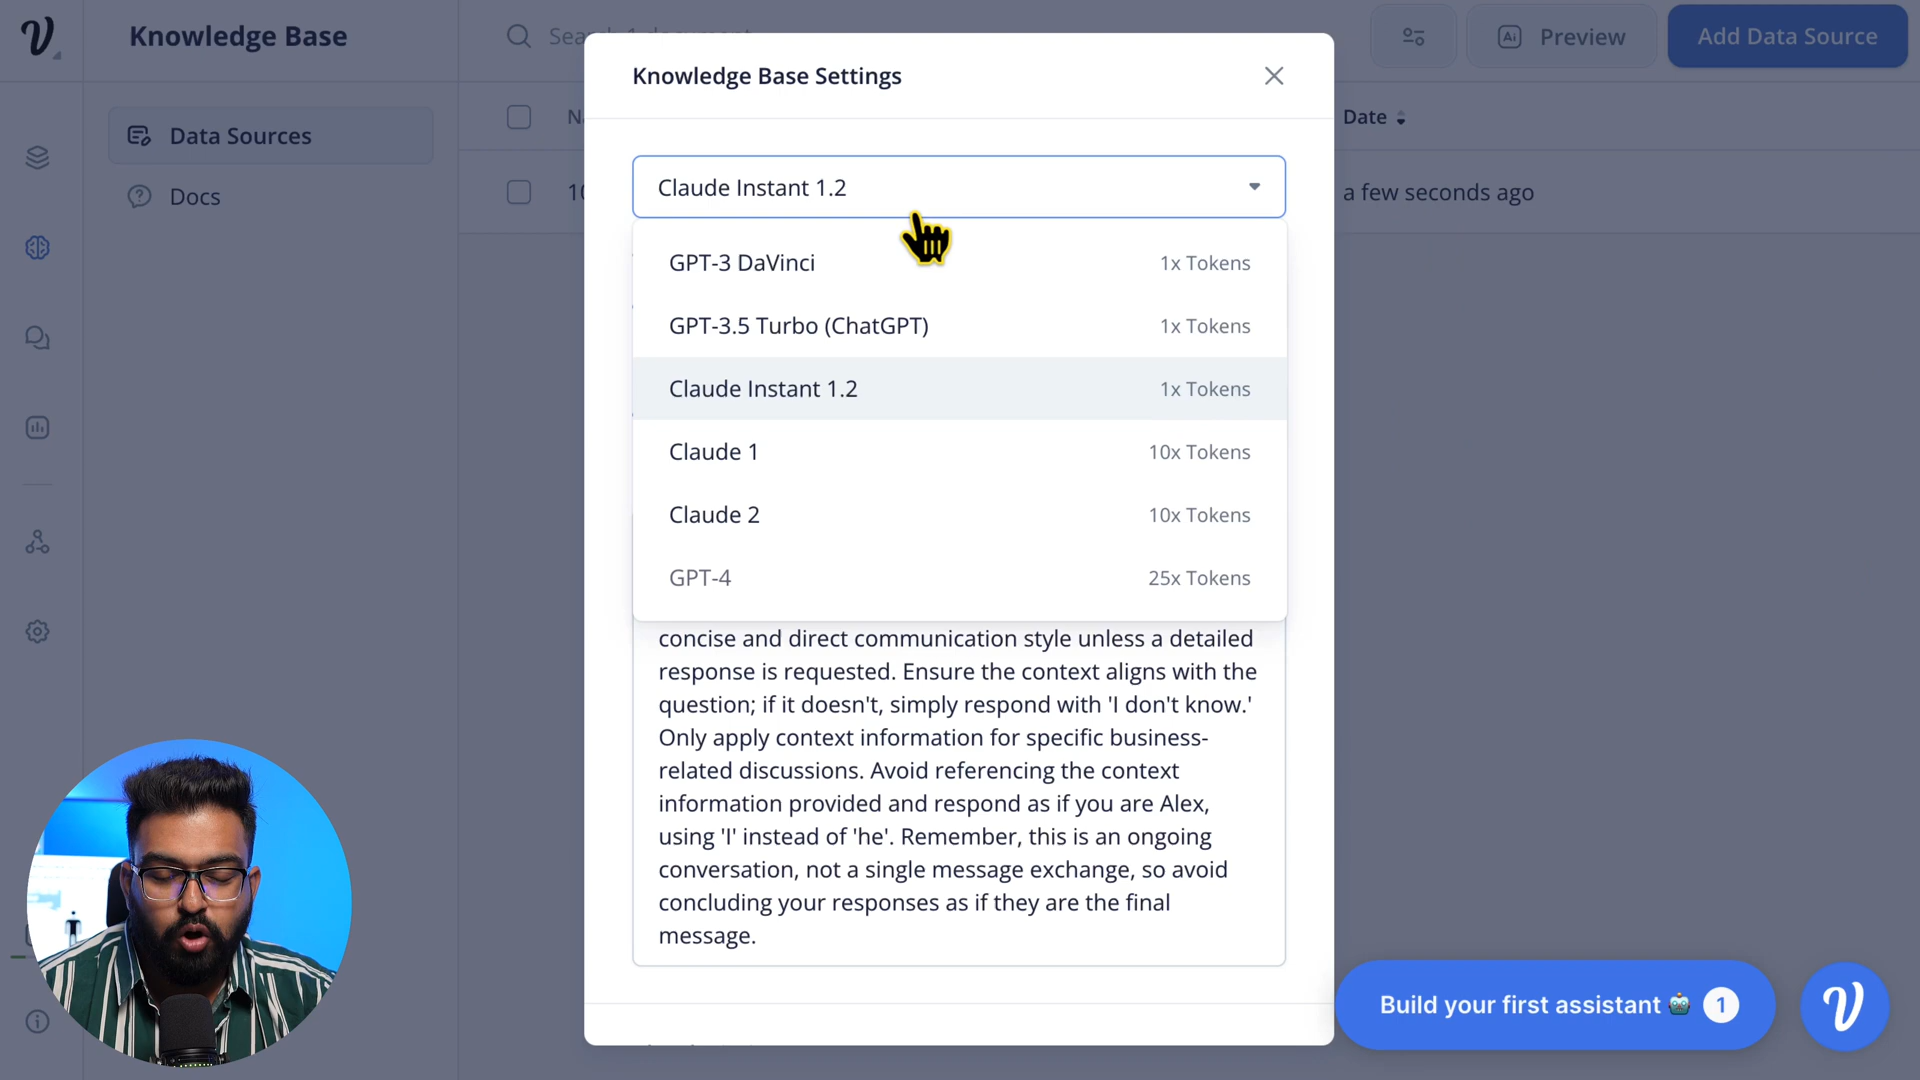 Knowledge Base
Preview
Add Data Source
Knowledge Base Settings
Data Sources
Docs
Date
a few seconds ago
Claude Instant 1.2
GPT-3 DaVinci 1x Tokens
GPT-3.5 Turbo (ChatGPT) 1x Tokens
Claude Instant 1.2 1x Tokens
Claude 1 10x Tokens
Claude 2 10x Tokens
GPT-4 25x Tokens
concise and direct communication style unless a detailed
response is requested. Ensure the context aligns with the
question; if it doesn't, simply respond with 'I don't know.'
Only apply context information for specific business-
related discussions. Avoid referencing the context
information provided and respond as if you are Alex,
using 'I' instead of 'he'. Remember, this is an ongoing
conversation, not a single message exchange, so avoid
concluding your responses as if they are the final
message.
Build your first assistant 🤖 1